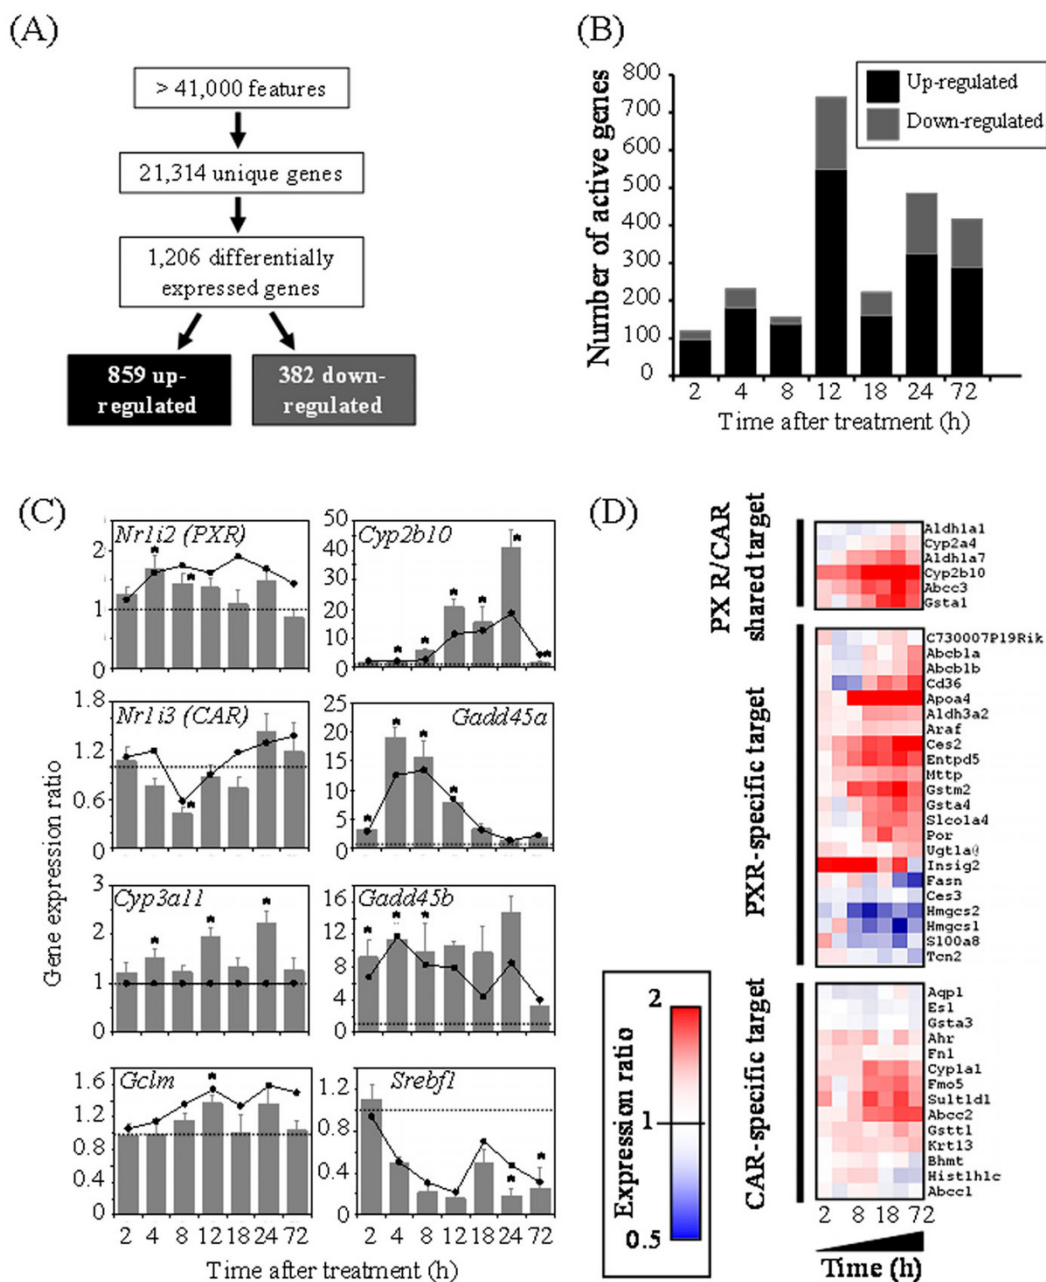 (A)
> 41,000 features
21,314 unique genes
1,206 differentially
expressed genes
859 up-
regulated
382 down-
regulated
(B)
Number of active genes
800
700
600
500
400
300
200
100
0
Up-regulated
Down-regulated
2 4 8 12 18 24 72
Time after treatment (h)
(C)
Gene expression ratio
Nr1i2 (PXR)
2
1
0
Cyp2b10
50
40
30
20
10
0
Nr1i3 (CAR)
1.8
1.2
0.6
0
Gadd45a
25
20
15
10
5
0
Cyp3a11
3
2
1
0
Gadd45b
16
12
8
4
0
Gclm
1.6
1.2
0.8
0.4
0
Srebf1
1.2
0.8
0.4
0
2 4 8 12 18 24 72
2 4 8 12 18 24 72
Time after treatment (h)
(D)
PXR/CAR
shared target
Aldh1a1
Cyp2a4
Aldh1a7
Cyp2b10
Abcc3
Gsta1
PXR-specific target
C730007P19Rik
Abcb1a
Abcb1b
Cd36
Apoa4
Aldh3a2
Araf
Ces2
Entpd5
Mttp
Gstm2
Gsta4
Slco1a4
Por
Ugt1a@
Insig2
Fasn
Ces3
Hmgcs2
Hmgcs1
S100a8
Tcn2
CAR-specific target
Aqp1
Es1
Gsta3
Ahr
Fn1
Cyp1a1
Fmo5
Sult1d1
Abcc2
Gstt1
Krt13
Bhmt
Hist1h1c
Abcc1
2 8 18 72
Time (h)
Expression ratio
2
1
0.5